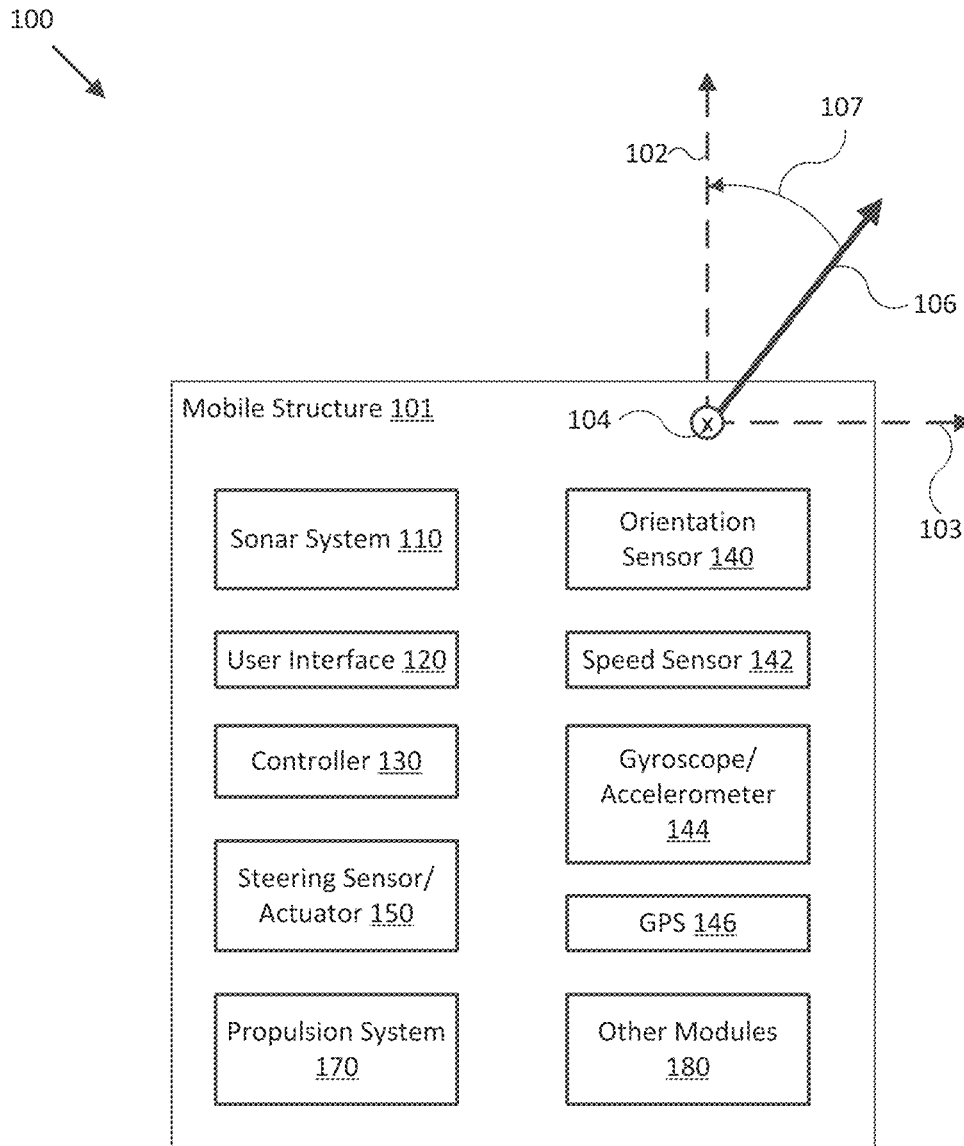 100
107
102
106
Mobile Structure 101
104
x
103
Sonar System 110
Orientation
Sensor 140
User Interface 120
Speed Sensor 142
Controller 130
Gyroscope/
Accelerometer
144
Steering Sensor/
Actuator 150
GPS 146
Propulsion System
170
Other Modules
180